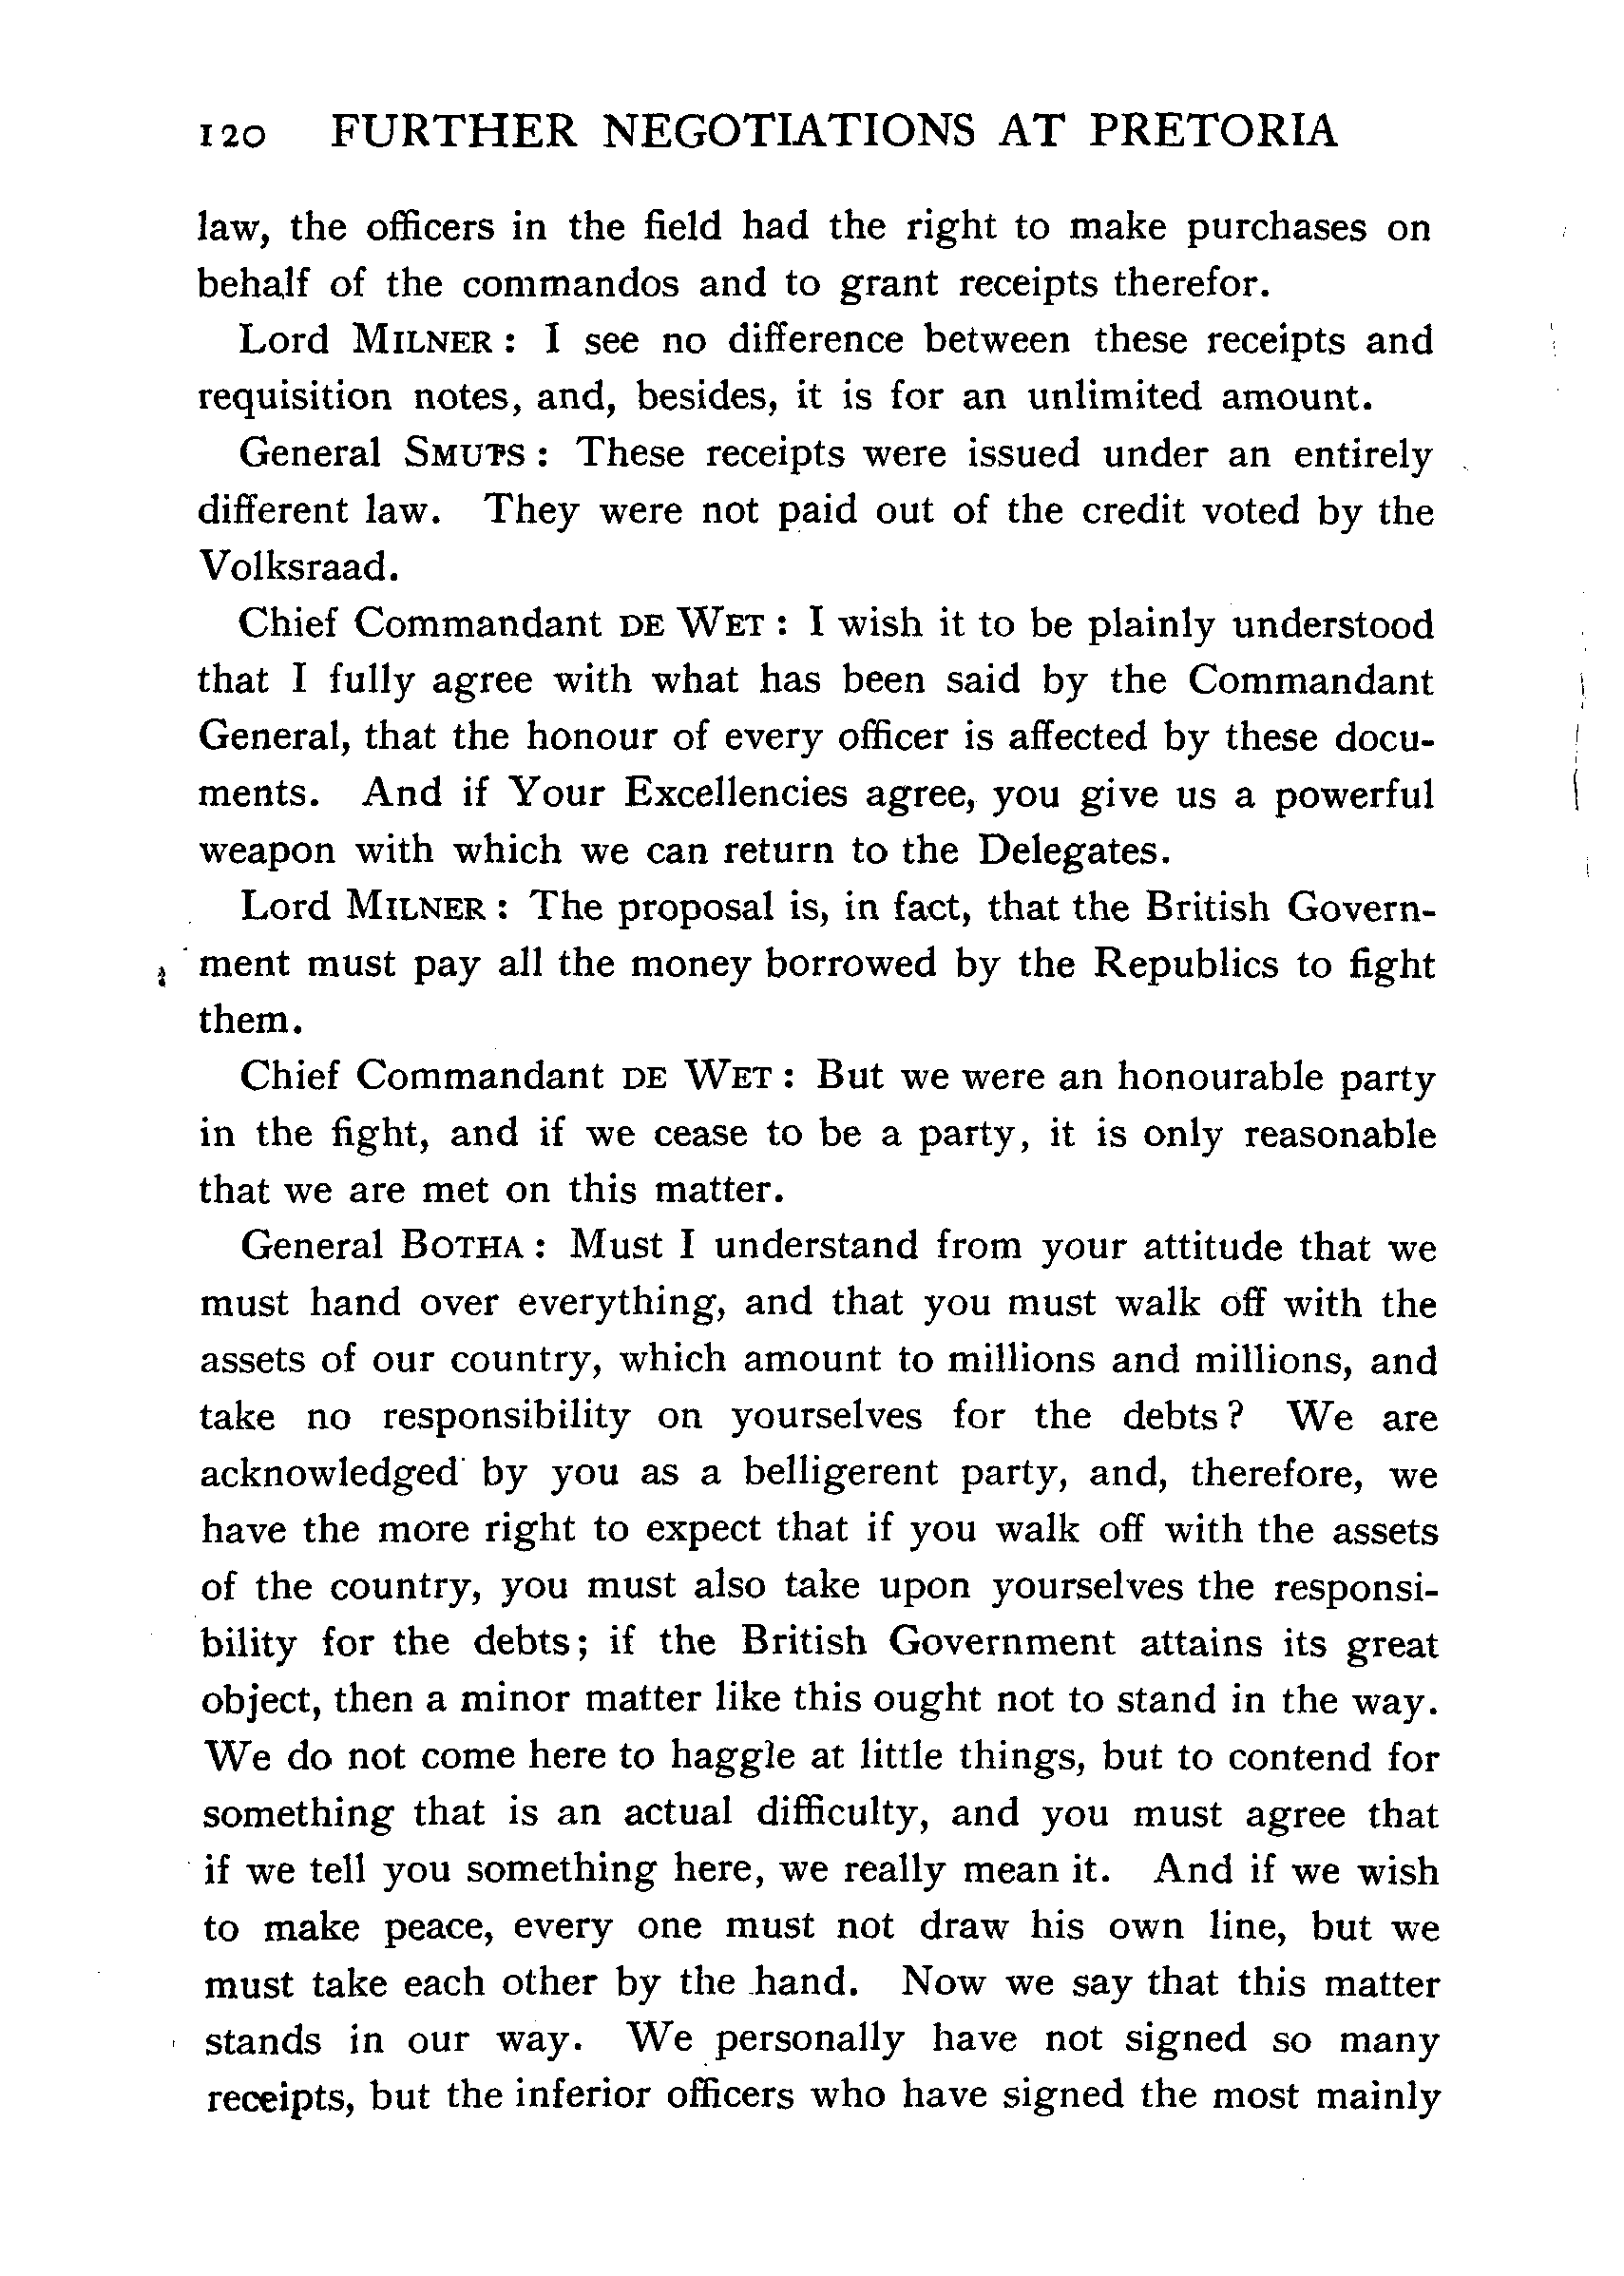 120 FURTHER NEGOTIATIONS AT PRETORIA
law, the officers in the field had the right to make purchases on
behalf of the commandos and to grant receipts therefor.
Lord MILNER : I see no difference between these receipts and
requisition notes, and, besides, it is for an unlimited amount.
General SMUTS : These receipts were issued under an entirely
different law. They were not paid out of the credit voted by the
Volksraad.
Chief Commandant DE WET : I wish it to be plainly understood
that I fully agree with what has been said by the Commandant
General, that the honour of every officer is affected by these docu-
ments. And if Your Excellencies agree, you give us a powerful
weapon with which we can return to the Delegates.
Lord MILNER : The proposal is, in fact, that the British Govern-
ment must pay all the money borrowed by the Republics to fight
them.
Chief Commandant DE WET : But we were an honourable party
in the fight, and if we cease to be a party, it is only reasonable
that we are met on this matter.
General BOTHA : Must I understand from your attitude that we
must hand over everything, and that you must walk off with the
assets of our country, which amount to millions and millions, and
take no responsibility on yourselves for the debts ? We are
acknowledged by you as a belligerent party, and, therefore, we
have the more right to expect that if you walk off with the assets
of the country, you must also take upon yourselves the responsi-
bility for the debts; if the British Government attains its great
object, then a minor matter like this ought not to stand in the way.
We do not come here to haggle at little things, but to contend for
something that is an actual difficulty, and you must agree that
if we tell you something here, we really mean it. And if we wish
to make peace, every one must not draw his own line, but we
must take each other by the hand. Now we say that this matter
stands in our way. We personally have not signed so many
receipts, but the inferior officers who have signed the most mainly